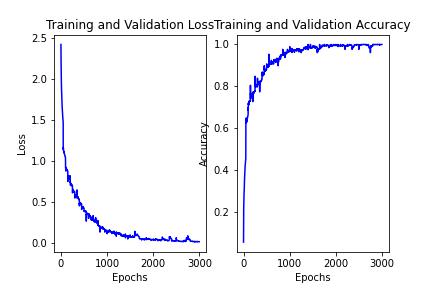 Training and Validation Loss
2.5
2.0
1.5
1.0
0.5
0.0
Loss
0 1000 2000 3000
Epochs
Training and Validation Accuracy
1.0
0.8
0.6
0.4
0.2
Accuracy
0 1000 2000 3000
Epochs